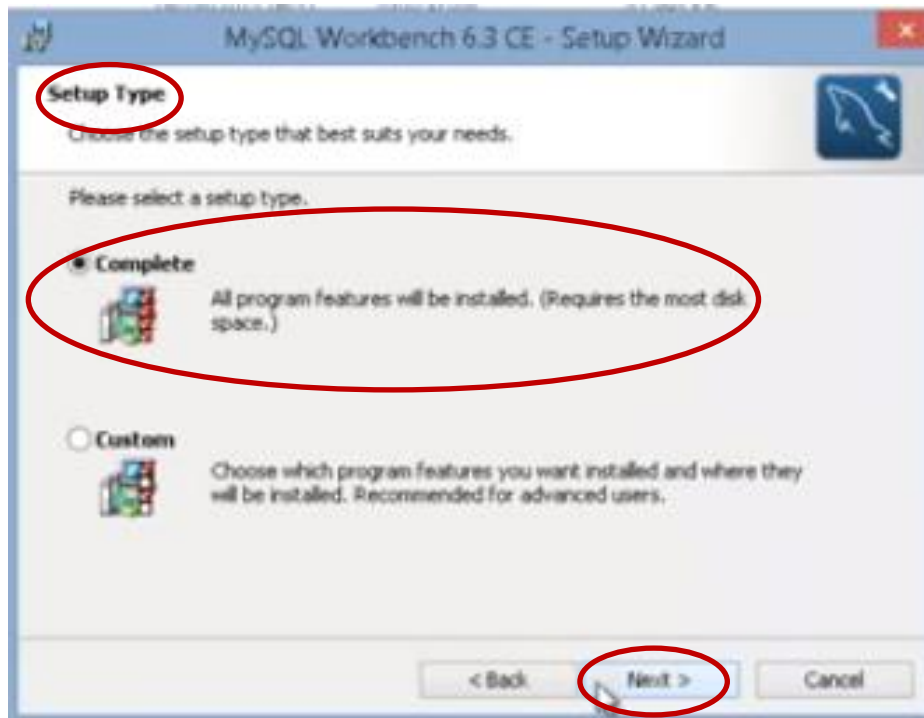 MySQL Workbench 6.3 CE - Setup Wizard
Setup Type
Choose the setup type that best suits your needs.
Please select a setup type.
Complete
All program features will be installed. (Requires the most disk
space.)
Custom
Choose which program features you want installed and where they
will be installed. Recommended for advanced users.
< Back
Next >
Cancel